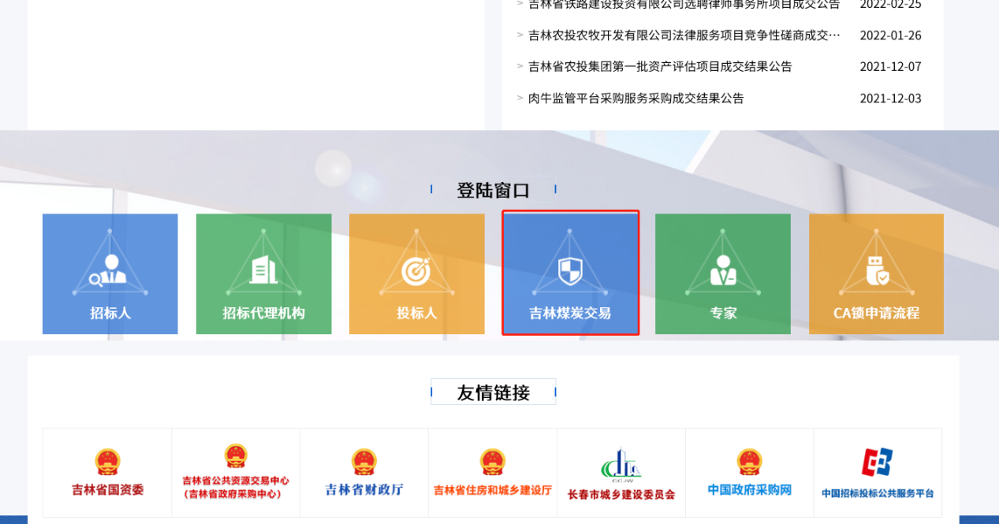 > 吉林省铁路建设投资有限公司选聘律师事务所项目成交公告 2022-02-25
> 吉林农投农牧开发有限公司法律服务项目竞争性磋商成交… 2022-01-26
> 吉林省农投集团第一批资产评估项目成交结果公告 2021-12-07
> 肉牛监管平台采购服务采购成交结果公告 2021-12-03
登陆窗口
招标人
招标代理机构
投标人
吉林煤炭交易
专家
CA锁申请流程
友情链接
吉林省国资委
吉林省公共资源交易中心
(吉林省政府采购中心)
吉林省财政厅
吉林省住房和城乡建设厅
CCJW
长春市城乡建设委员会
中国政府采购网
中国招标投标公共服务平台